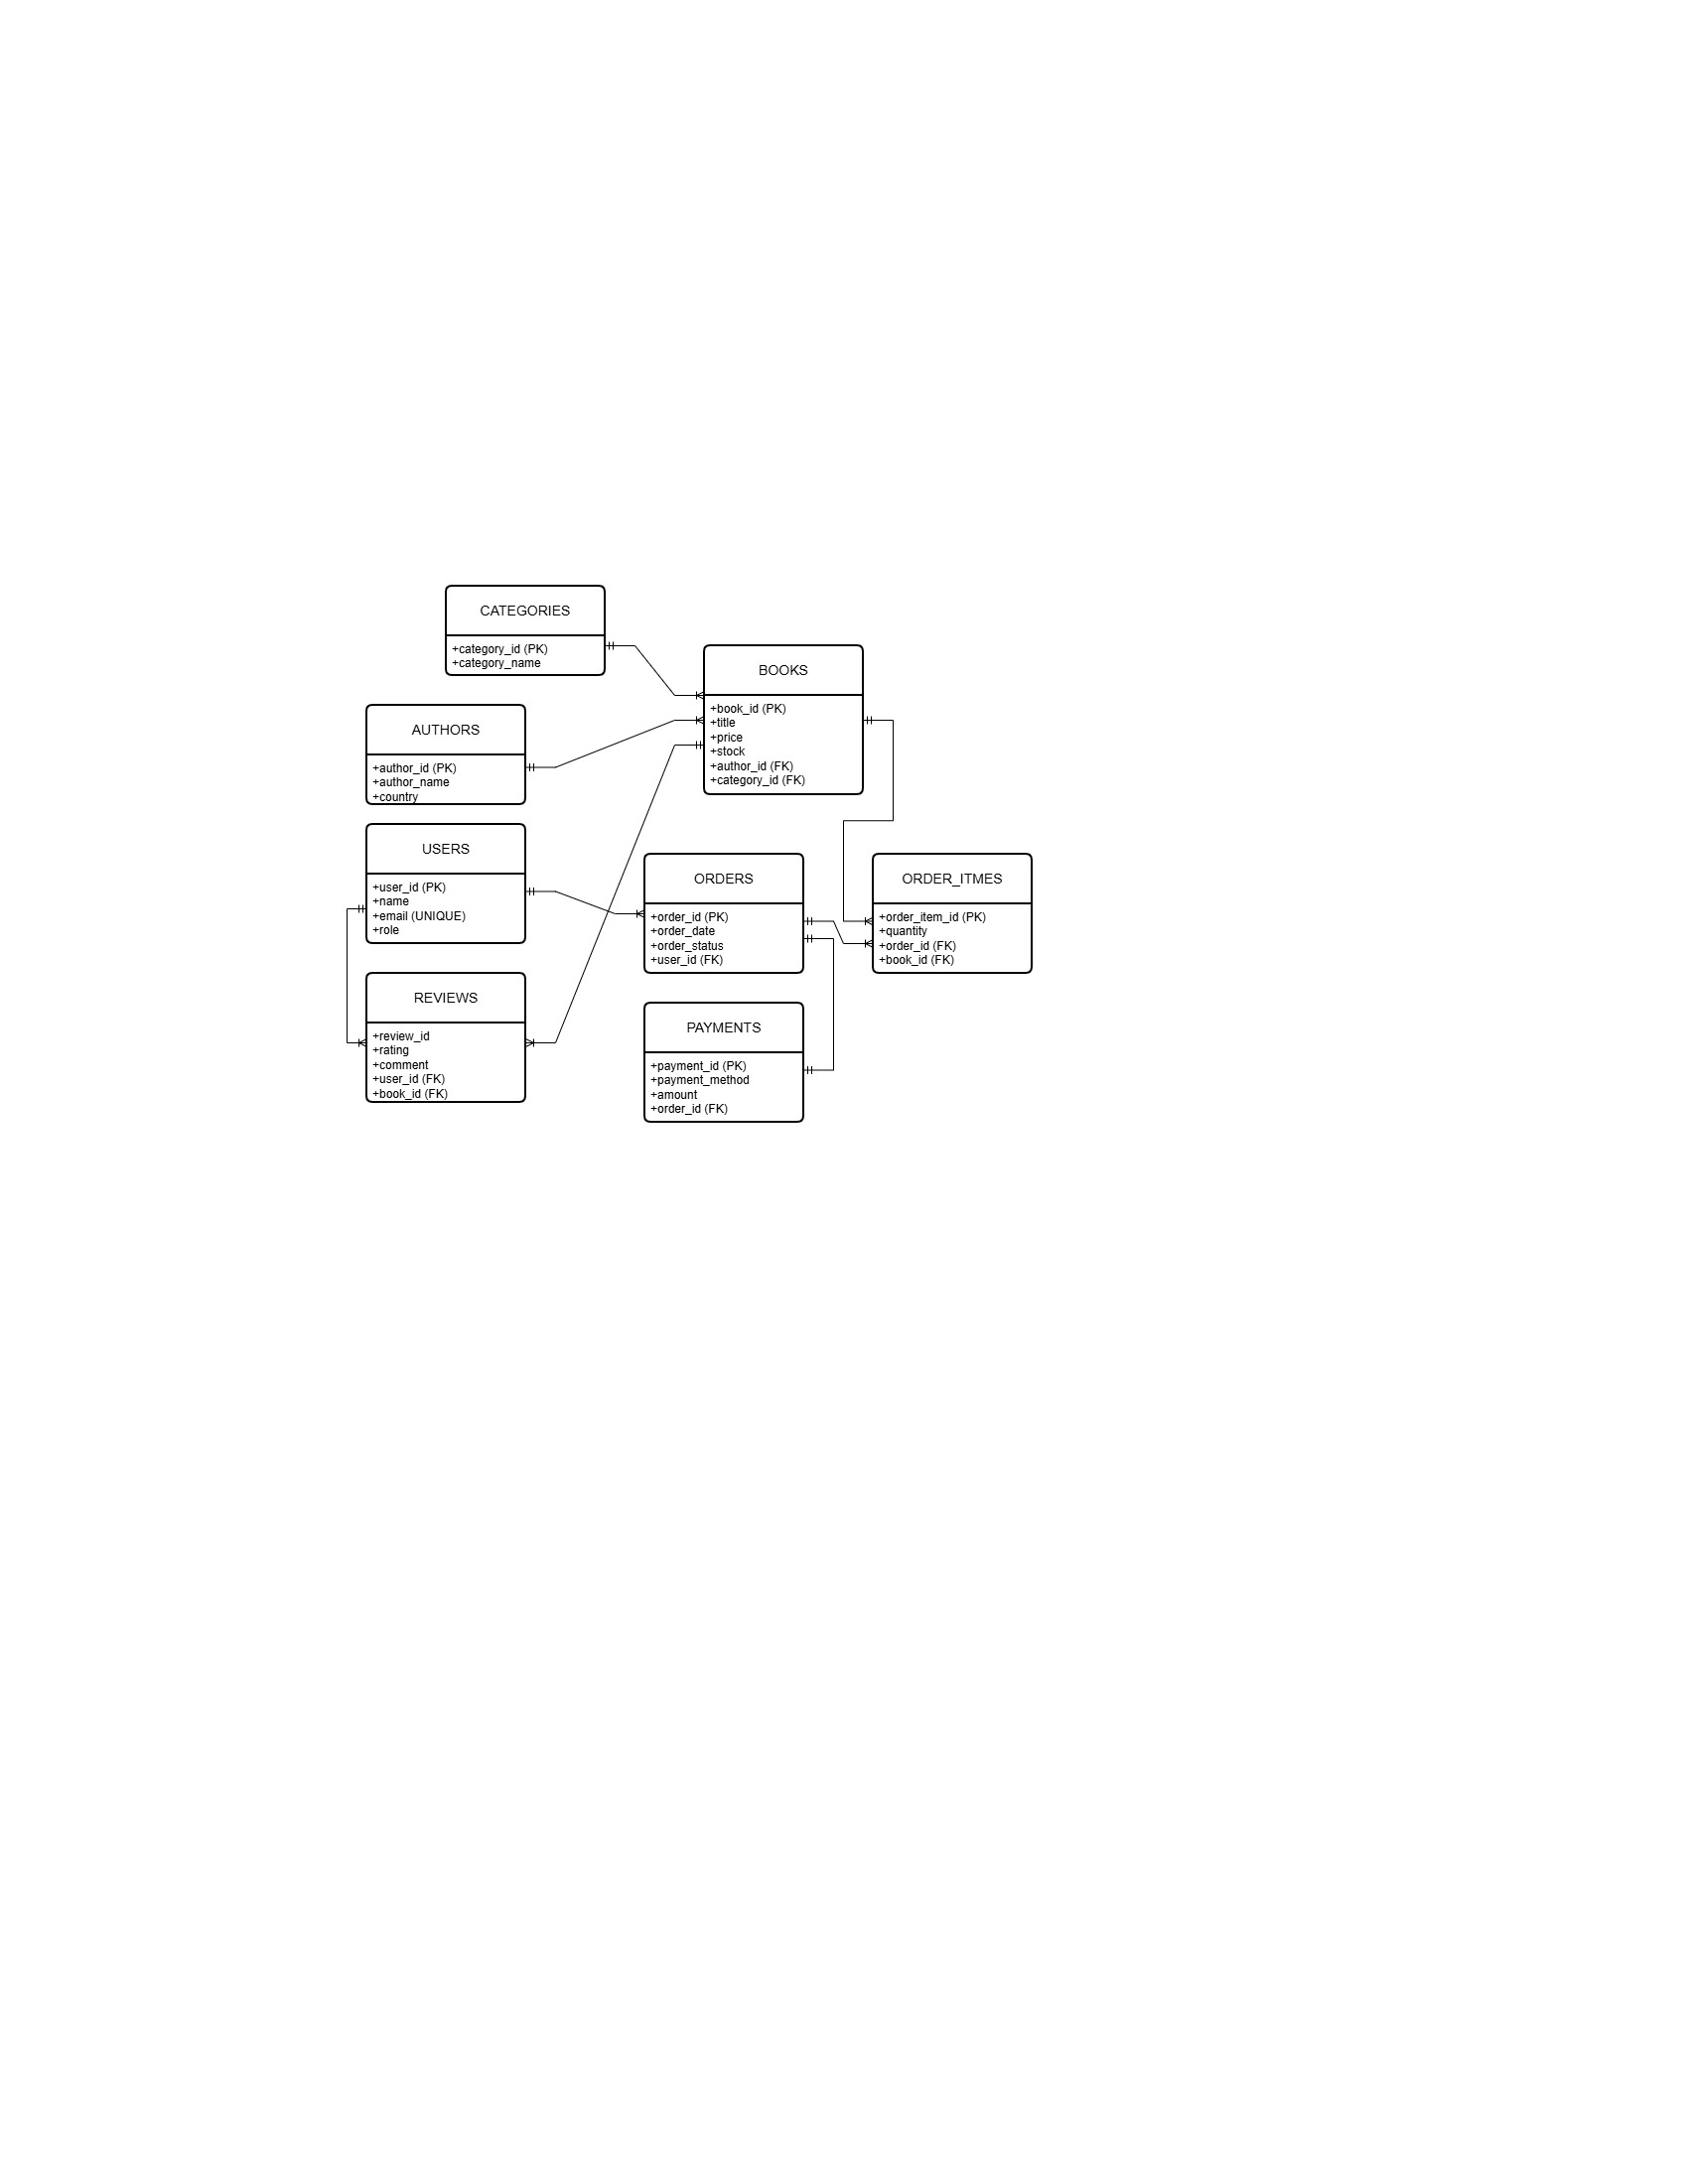 CATEGORIES
+category_id (PK)
+category_name
BOOKS
+book_id (PK)
+title
+price
+stock
+author_id (FK)
+category_id (FK)
AUTHORS
+author_id (PK)
+author_name
+country
USERS
+user_id (PK)
+name
+email (UNIQUE)
+role
ORDERS
+order_id (PK)
+order_date
+order_status
+user_id (FK)
ORDER_ITMES
+order_item_id (PK)
+quantity
+order_id (FK)
+book_id (FK)
REVIEWS
+review_id
+rating
+comment
+user_id (FK)
+book_id (FK)
PAYMENTS
+payment_id (PK)
+payment_method
+amount
+order_id (FK)